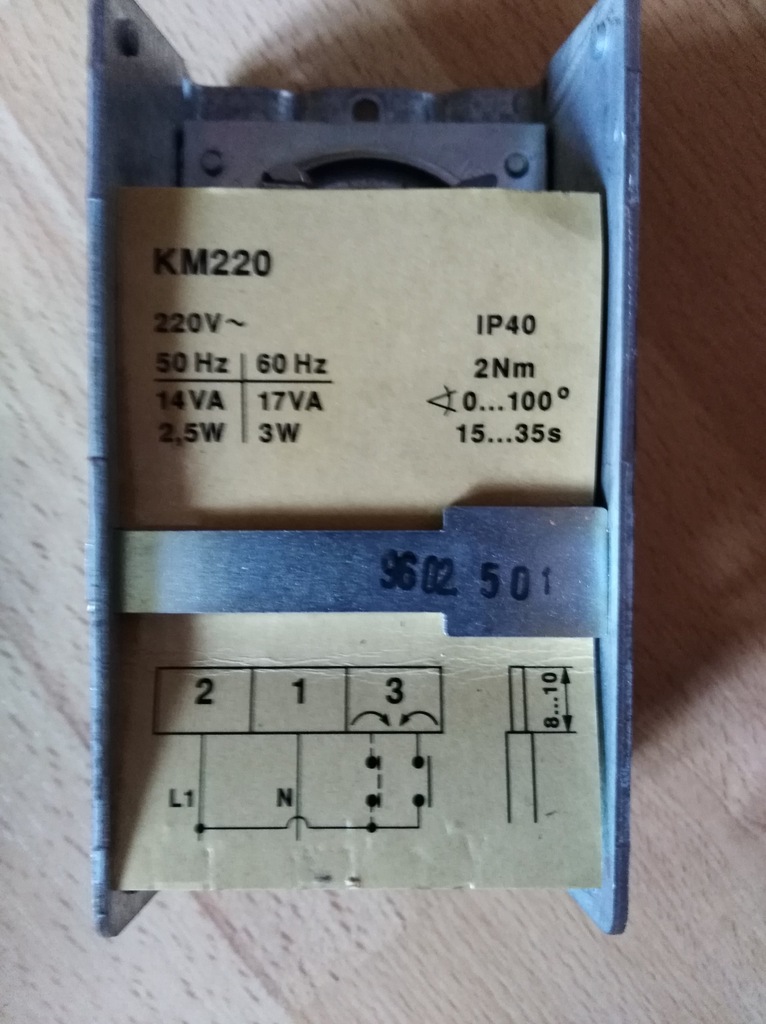 KM220
220V~ IP40
50 Hz 60 Hz 2Nm
14VA 17VA ∢ 0...100°
2,5W 3W 15...35s
9602 501
2 1 3
8...10
L1 N